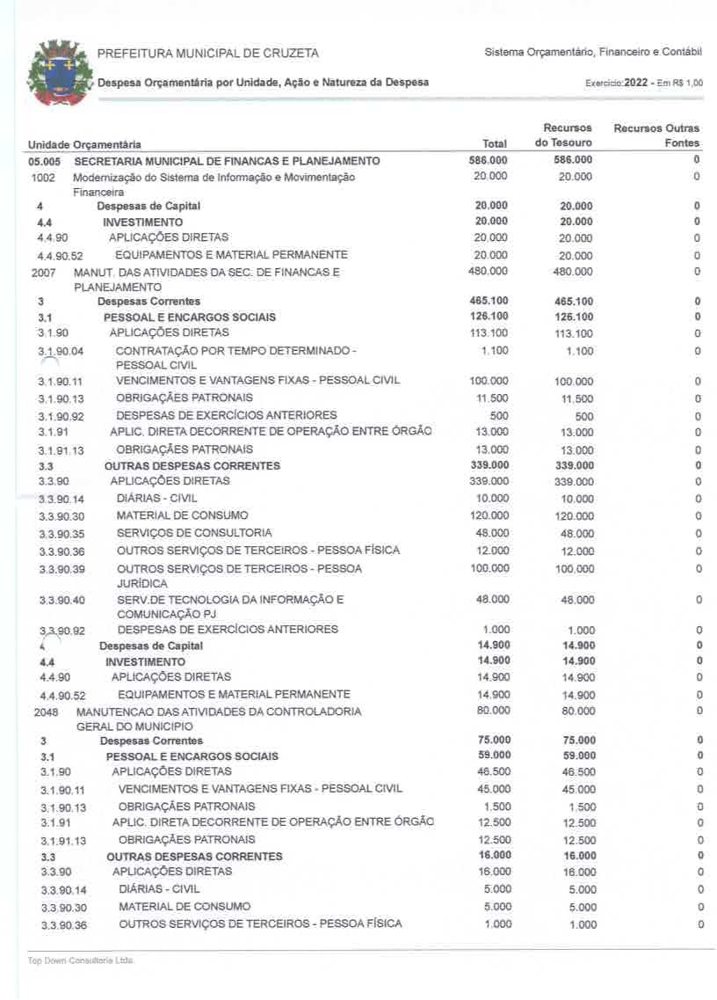 PREFEITURA MUNICIPAL DE CRUZETA
Sistema Orçamentário, Financeiro e Contábil
Despesa Orçamentária por Unidade, Ação e Natureza da Despesa
Exercício:2022 - Em R$ 1,00
Unidade Orçamentária Total Recursos do Tesouro Recursos Outras Fontes
05.005 SECRETARIA MUNICIPAL DE FINANCAS E PLANEJAMENTO 586.000 586.000 0
1002 Modernização do Sistema de Informação e Movimentação 20.000 20.000 0
Financeira
4 Despesas de Capital 20.000 20.000 0
4.4 INVESTIMENTO 20.000 20.000 0
4.4.90 APLICAÇÕES DIRETAS 20.000 20.000 0
4.4.90.52 EQUIPAMENTOS E MATERIAL PERMANENTE 20.000 20.000 0
2007 MANUT. DAS ATIVIDADES DA SEC. DE FINANCAS E 480.000 480.000 0
PLANEJAMENTO
3 Despesas Correntes 465.100 465.100 0
3.1 PESSOAL E ENCARGOS SOCIAIS 126.100 126.100 0
3.1.90 APLICAÇÕES DIRETAS 113.100 113.100 0
3.1.90.04 CONTRATAÇÃO POR TEMPO DETERMINADO - 1.100 1.100 0
PESSOAL CIVIL
3.1.90.11 VENCIMENTOS E VANTAGENS FIXAS - PESSOAL CIVIL 100.000 100.000 0
3.1.90.13 OBRIGAÇÃES PATRONAIS 11.500 11.500 0
3.1.90.92 DESPESAS DE EXERCÍCIOS ANTERIORES 500 500 0
3.1.91 APLIC. DIRETA DECORRENTE DE OPERAÇÃO ENTRE ÓRGÃO 13.000 13.000 0
3.1.91.13 OBRIGAÇÃES PATRONAIS 13.000 13.000 0
3.3 OUTRAS DESPESAS CORRENTES 339.000 339.000 0
3.3.90 APLICAÇÕES DIRETAS 339.000 339.000 0
3.3.90.14 DIÁRIAS - CIVIL 10.000 10.000 0
3.3.90.30 MATERIAL DE CONSUMO 120.000 120.000 0
3.3.90.35 SERVIÇOS DE CONSULTORIA 48.000 48.000 0
3.3.90.36 OUTROS SERVIÇOS DE TERCEIROS - PESSOA FÍSICA 12.000 12.000 0
3.3.90.39 OUTROS SERVIÇOS DE TERCEIROS - PESSOA 100.000 100.000 0
JURÍDICA
3.3.90.40 SERV.DE TECNOLOGIA DA INFORMAÇÃO E 48.000 48.000 0
COMUNICAÇÃO PJ
3.3.90.92 DESPESAS DE EXERCÍCIOS ANTERIORES 1.000 1.000 0
4 Despesas de Capital 14.900 14.900 0
4.4 INVESTIMENTO 14.900 14.900 0
4.4.90 APLICAÇÕES DIRETAS 14.900 14.900 0
4.4.90.52 EQUIPAMENTOS E MATERIAL PERMANENTE 14.900 14.900 0
2048 MANUTENCAO DAS ATIVIDADES DA CONTROLADORIA 80.000 80.000 0
GERAL DO MUNICIPIO
3 Despesas Correntes 75.000 75.000 0
3.1 PESSOAL E ENCARGOS SOCIAIS 59.000 59.000 0
3.1.90 APLICAÇÕES DIRETAS 46.500 46.500 0
3.1.90.11 VENCIMENTOS E VANTAGENS FIXAS - PESSOAL CIVIL 45.000 45.000 0
3.1.90.13 OBRIGAÇÃES PATRONAIS 1.500 1.500 0
3.1.91 APLIC. DIRETA DECORRENTE DE OPERAÇÃO ENTRE ÓRGÃO 12.500 12.500 0
3.1.91.13 OBRIGAÇÃES PATRONAIS 12.500 12.500 0
3.3 OUTRAS DESPESAS CORRENTES 16.000 16.000 0
3.3.90 APLICAÇÕES DIRETAS 16.000 16.000 0
3.3.90.14 DIÁRIAS - CIVIL 5.000 5.000 0
3.3.90.30 MATERIAL DE CONSUMO 5.000 5.000 0
3.3.90.36 OUTROS SERVIÇOS DE TERCEIROS - PESSOA FÍSICA 1.000 1.000 0
Top Down Consultoria Ltda.